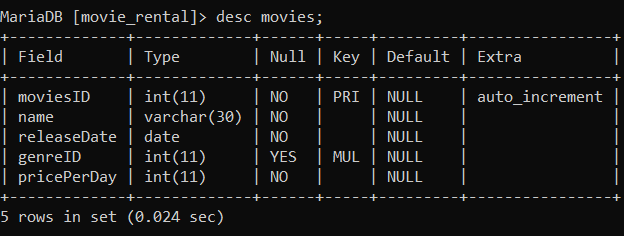 MariaDB [movie_rental]> desc movies;
+-------------+-------------+------+-----+---------+----------------+
| Field       | Type        | Null | Key | Default | Extra          |
+-------------+-------------+------+-----+---------+----------------+
| moviesID    | int(11)     | NO   | PRI | NULL    | auto_increment |
| name        | varchar(30) | NO   |     | NULL    |                |
| releaseDate | date        | NO   |     | NULL    |                |
| genreID     | int(11)     | YES  | MUL | NULL    |                |
| pricePerDay | int(11)     | NO   |     | NULL    |                |
+-------------+-------------+------+-----+---------+----------------+
5 rows in set (0.024 sec)